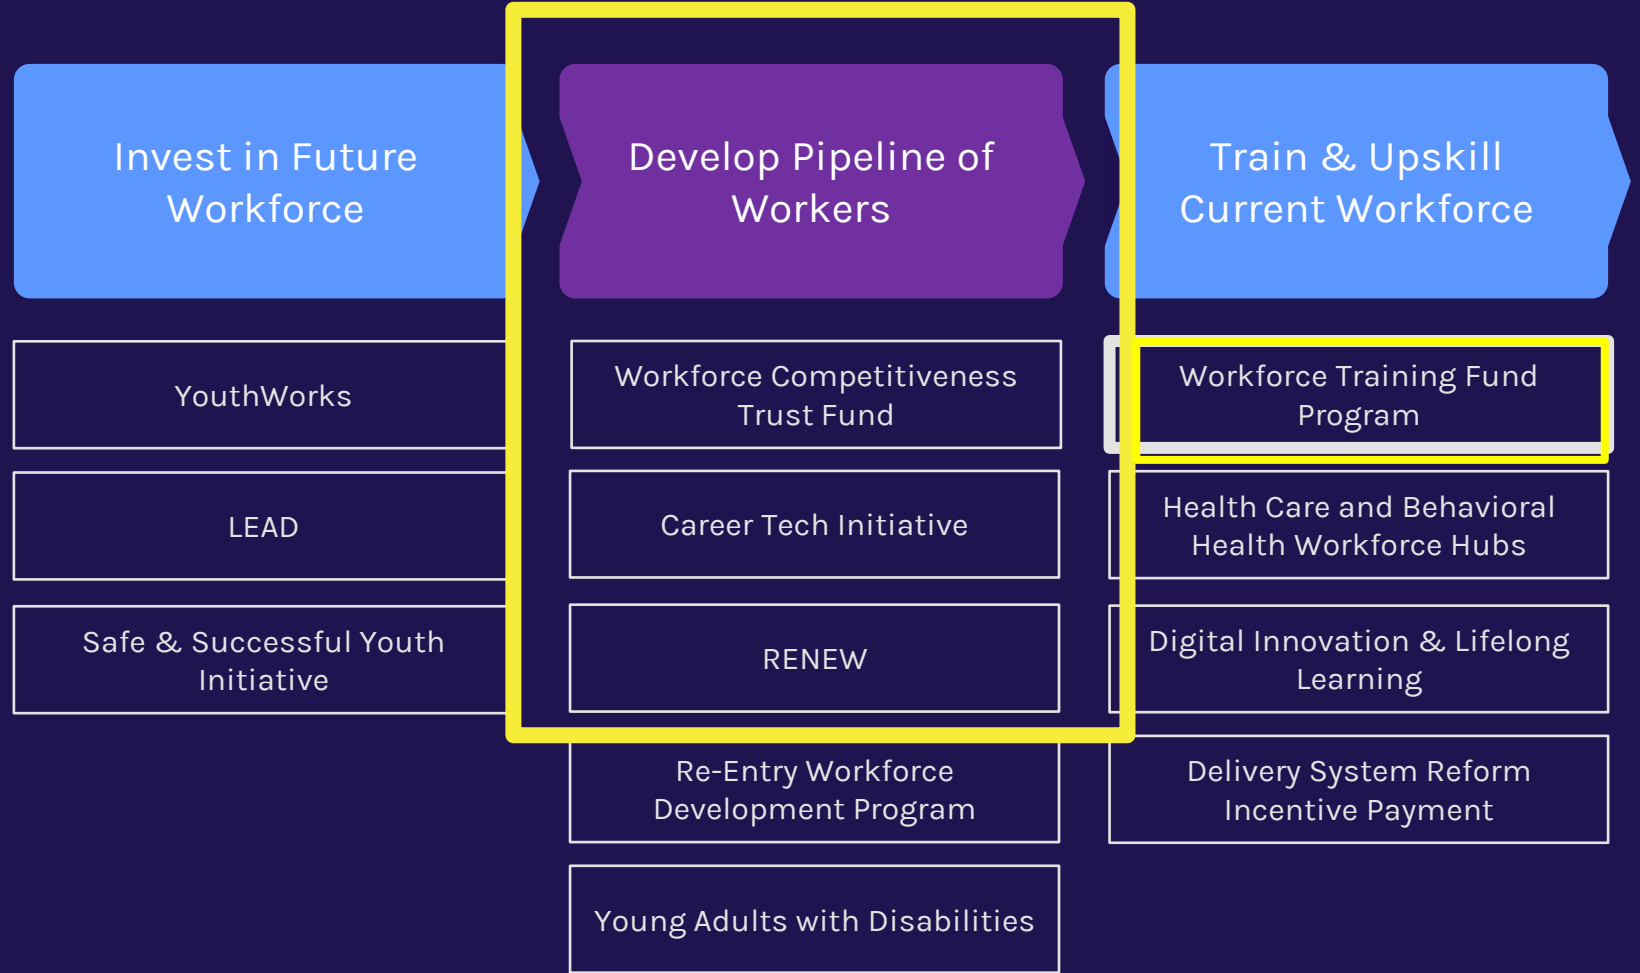 Invest in Future
Workforce
Develop Pipeline of
Workers
Train & Upskill
Current Workforce
YouthWorks
LEAD
Safe & Successful Youth
Initiative
Workforce Competitiveness
Trust Fund
Career Tech Initiative
RENEW
Re-Entry Workforce
Development Program
Young Adults with Disabilities
Workforce Training Fund
Program
Health Care and Behavioral
Health Workforce Hubs
Digital Innovation & Lifelong
Learning
Delivery System Reform
Incentive Payment